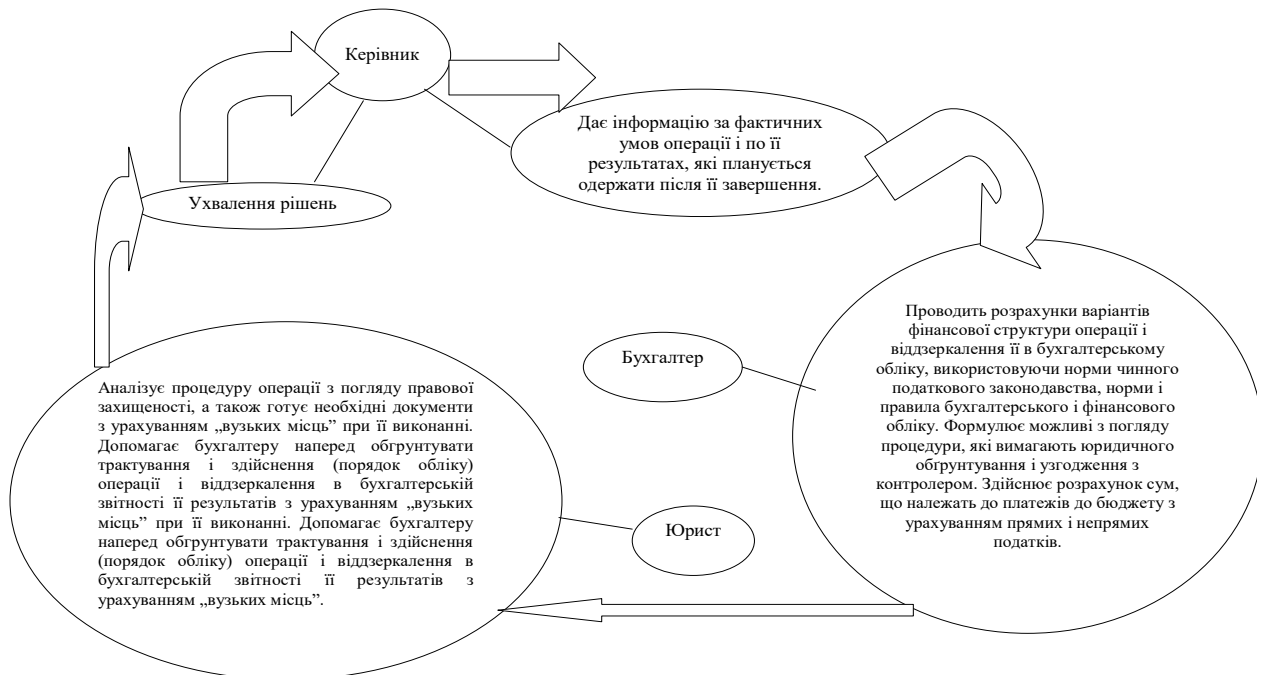 Керівник
Дає інформацію за фактичних
умов операції і по її
результатах, які планується
одержати після її завершення.
Ухвалення рішень
Проводить розрахунки варіантів
фінансової структури операції і
віддзеркалення її в бухгалтерському
обліку, використовуючи норми чинного
податкового законодавства, норми і
правила бухгалтерського і фінансового
обліку. Формулює можливі з погляду
процедури, які вимагають юридичного
обґрунтування і узгодження з
контролером. Здійснює розрахунок сум,
що належать до платежів до бюджету з
урахуванням прямих і непрямих
податків.
Бухгалтер
Аналізує процедуру операції з погляду правової
захищеності, а також готує необхідні документи
з урахуванням „вузьких місць” при її виконанні.
Допомагає бухгалтеру наперед обгрунтувати
трактування і здійснення (порядок обліку)
операції і віддзеркалення в бухгалтерській
звітності її результатів з урахуванням „вузьких
місць” при її виконанні. Допомагає бухгалтеру
наперед обгрунтувати трактування і здійснення
(порядок обліку) операції і віддзеркалення в
бухгалтерській звітності її результатів з
урахуванням „вузьких місць”.
Юрист